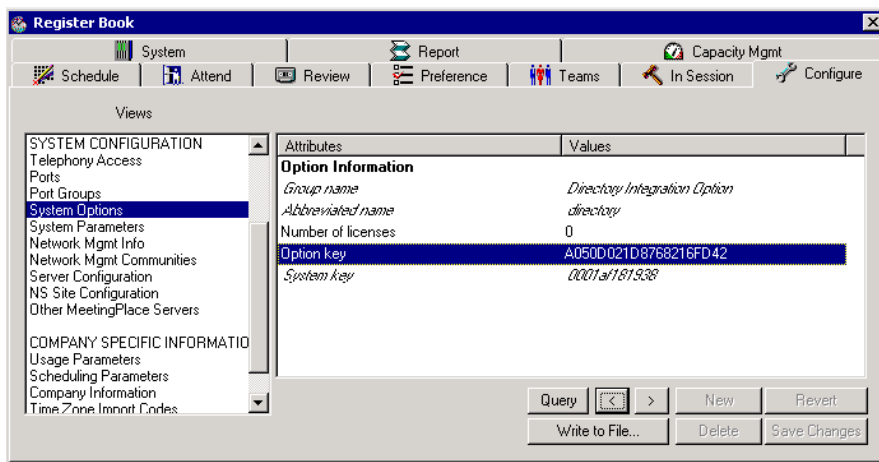 Register Book
System
Report
Capacity Mgmt
Schedule
Attend
Review
Preference
Teams
In Session
Configure
Views
SYSTEM CONFIGURATION
Telephony Access
Ports
Port Groups
System Options
System Parameters
Network Mgmt Info
Network Mgmt Communities
Server Configuration
NS Site Configuration
Other MeetingPlace Servers
COMPANY SPECIFIC INFORMATIO
Usage Parameters
Scheduling Parameters
Company Information
Time Zone Import Codes
Attributes Values
Option Information
Group name Directory Integration Option
Abbreviated name directory
Number of licenses 0
Option key A050D021D8768216FD42
System key 0001af181938
Query < > New Revert
Write to File... Delete Save Changes